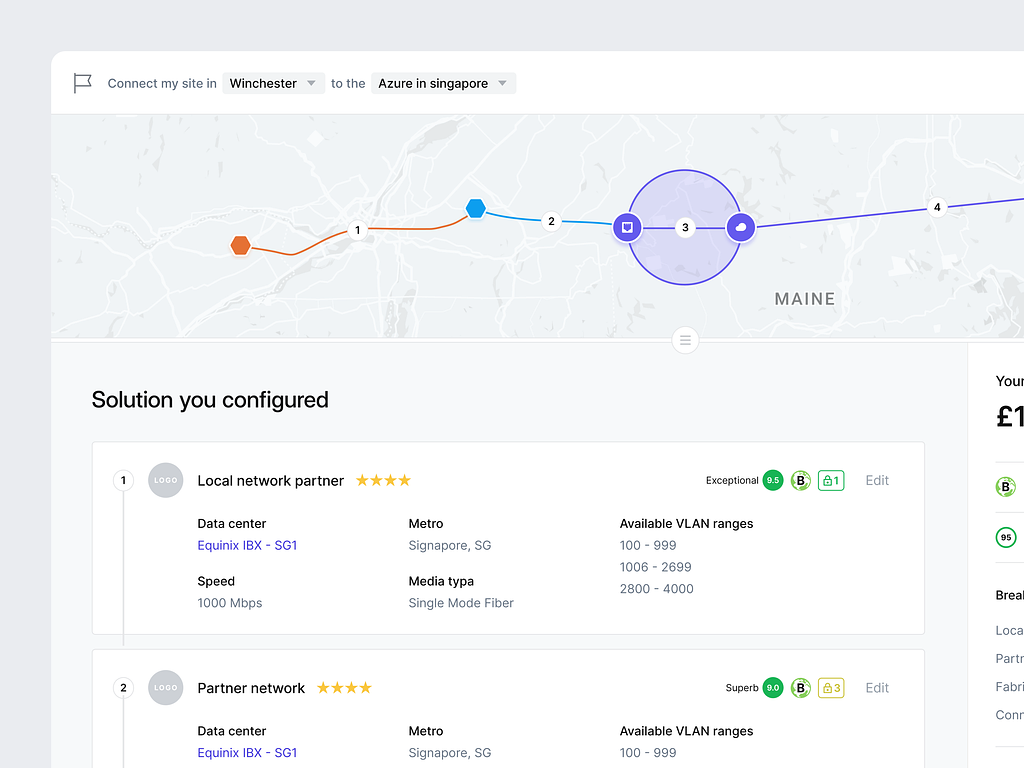 Connect my site in Winchester to the Azure in singapore
1 2 3 4
MAINE
Solution you configured
1 LOGO Local network partner Exceptional 9.5 B 1 Edit
Data center Metro Available VLAN ranges
Equinix IBX - SG1 Signapore, SG 100 - 999
1006 - 2699
Speed Media typa 2800 - 4000
1000 Mbps Single Mode Fiber
2 LOGO Partner network Superb 9.0 B 3 Edit
Data center Metro Available VLAN ranges
Equinix IBX - SG1 Signapore, SG 100 - 999
Your
£1
B
95
Brea
Loca
Partn
Fabri
Conn